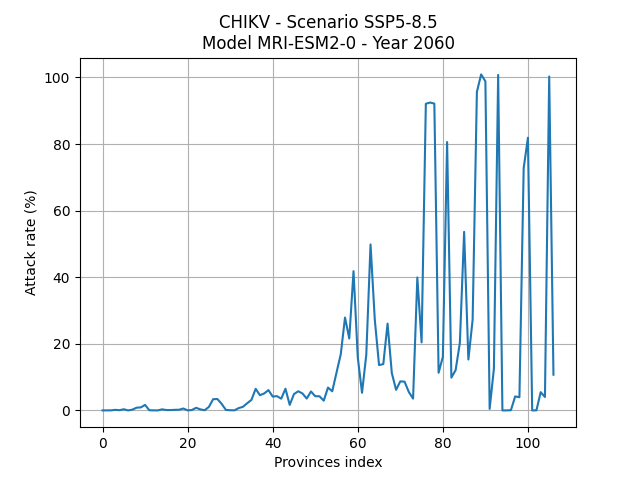 CHIKV - Scenario SSP5-8.5
Model MRI-ESM2-0 - Year 2060
Attack rate (%)
100
80
60
40
20
0
0 20 40 60 80 100
Provinces index